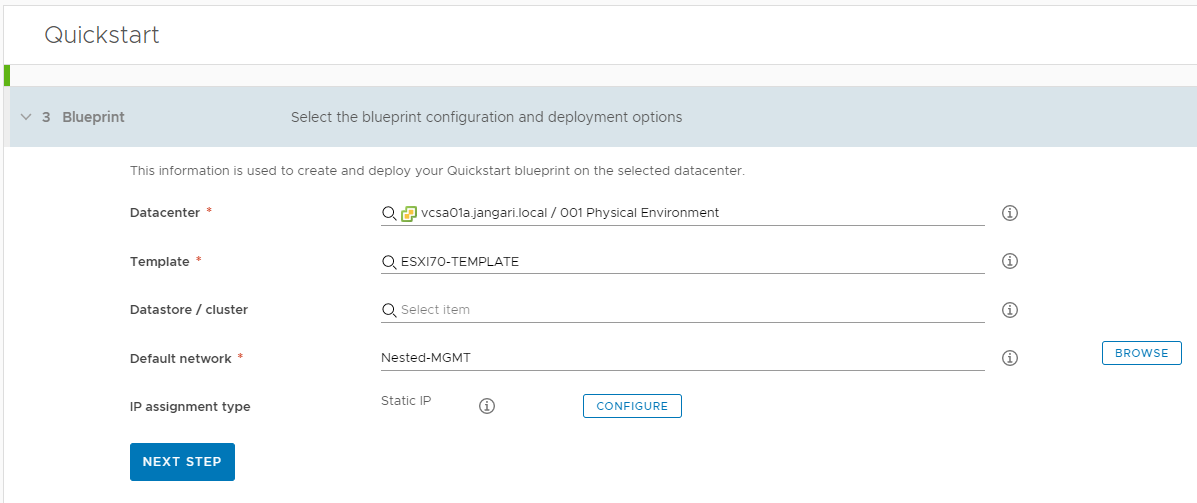 Quickstart
3 Blueprint Select the blueprint configuration and deployment options
This information is used to create and deploy your Quickstart blueprint on the selected datacenter.
Datacenter * vcsa01a.jangari.local / 001 Physical Environment
Template * ESXI70-TEMPLATE
Datastore / cluster Select item
Default network * Nested-MGMT BROWSE
IP assignment type Static IP CONFIGURE
NEXT STEP